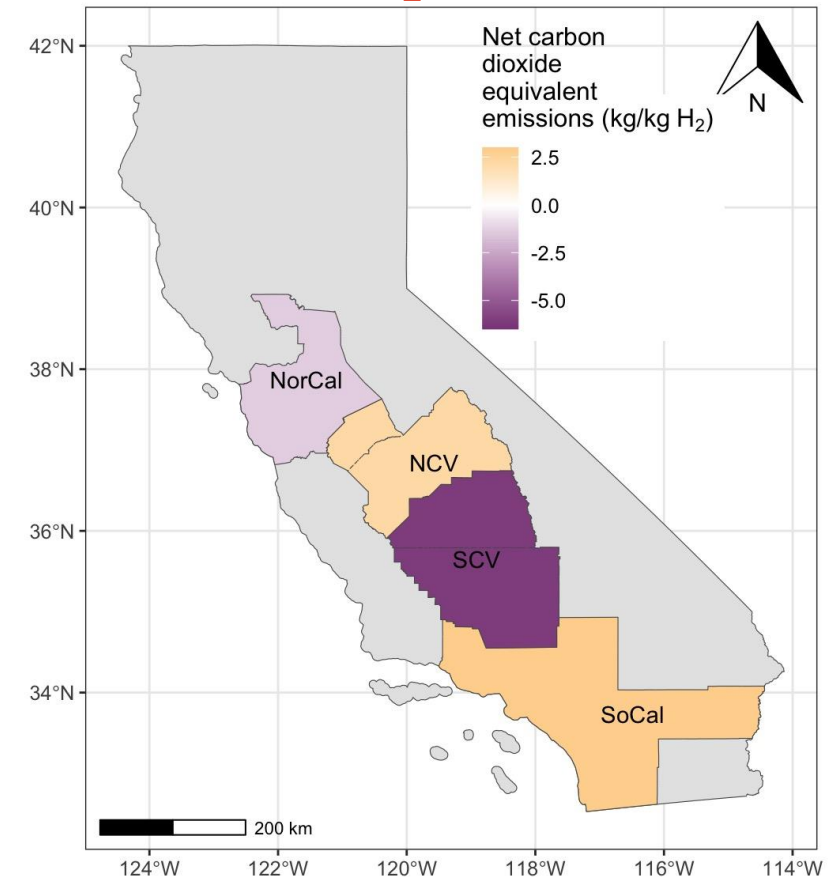 Net carbon
dioxide
equivalent
emissions (kg/kg H₂)
2.5
0.0
-2.5
-5.0
N
42°N
40°N
38°N
36°N
34°N
NorCal
NCV
SCV
SoCal
200 km
124°W 122°W 120°W 118°W 116°W 114°W